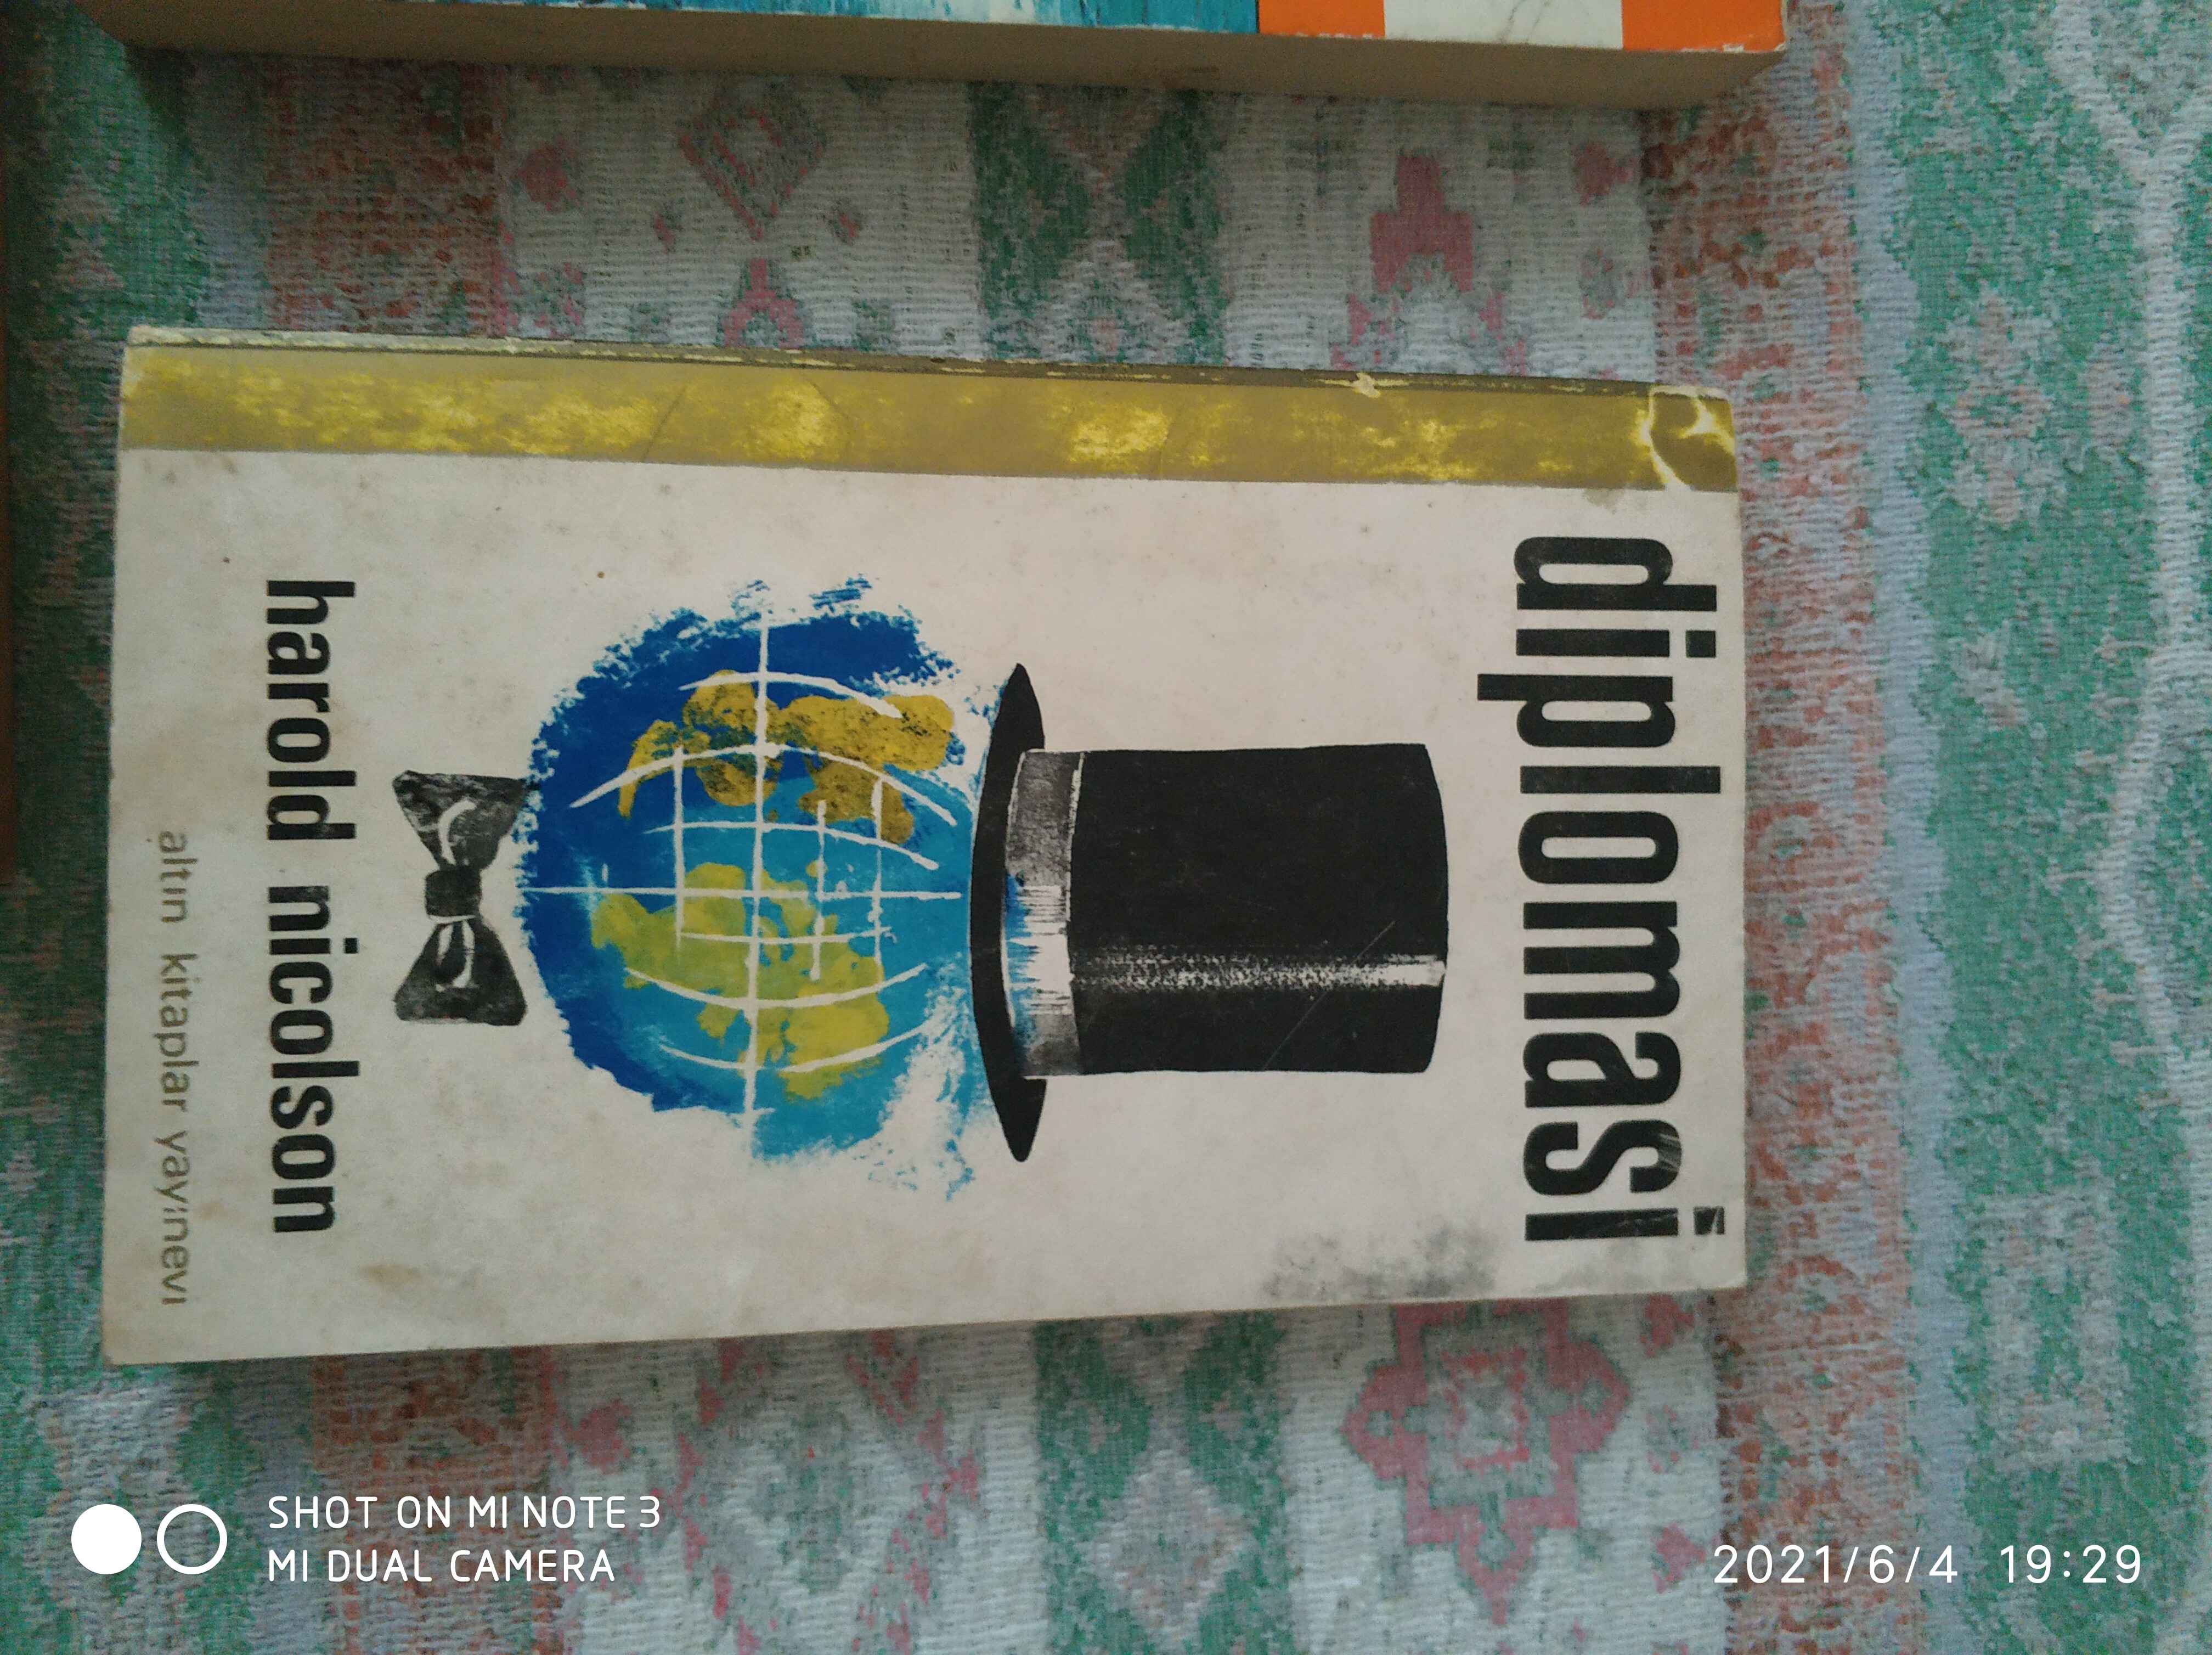 diplomasi
harold nicolson
altın kitaplar yayınevi
SHOT ON MI NOTE 3
MI DUAL CAMERA
2021/6/4 19:29